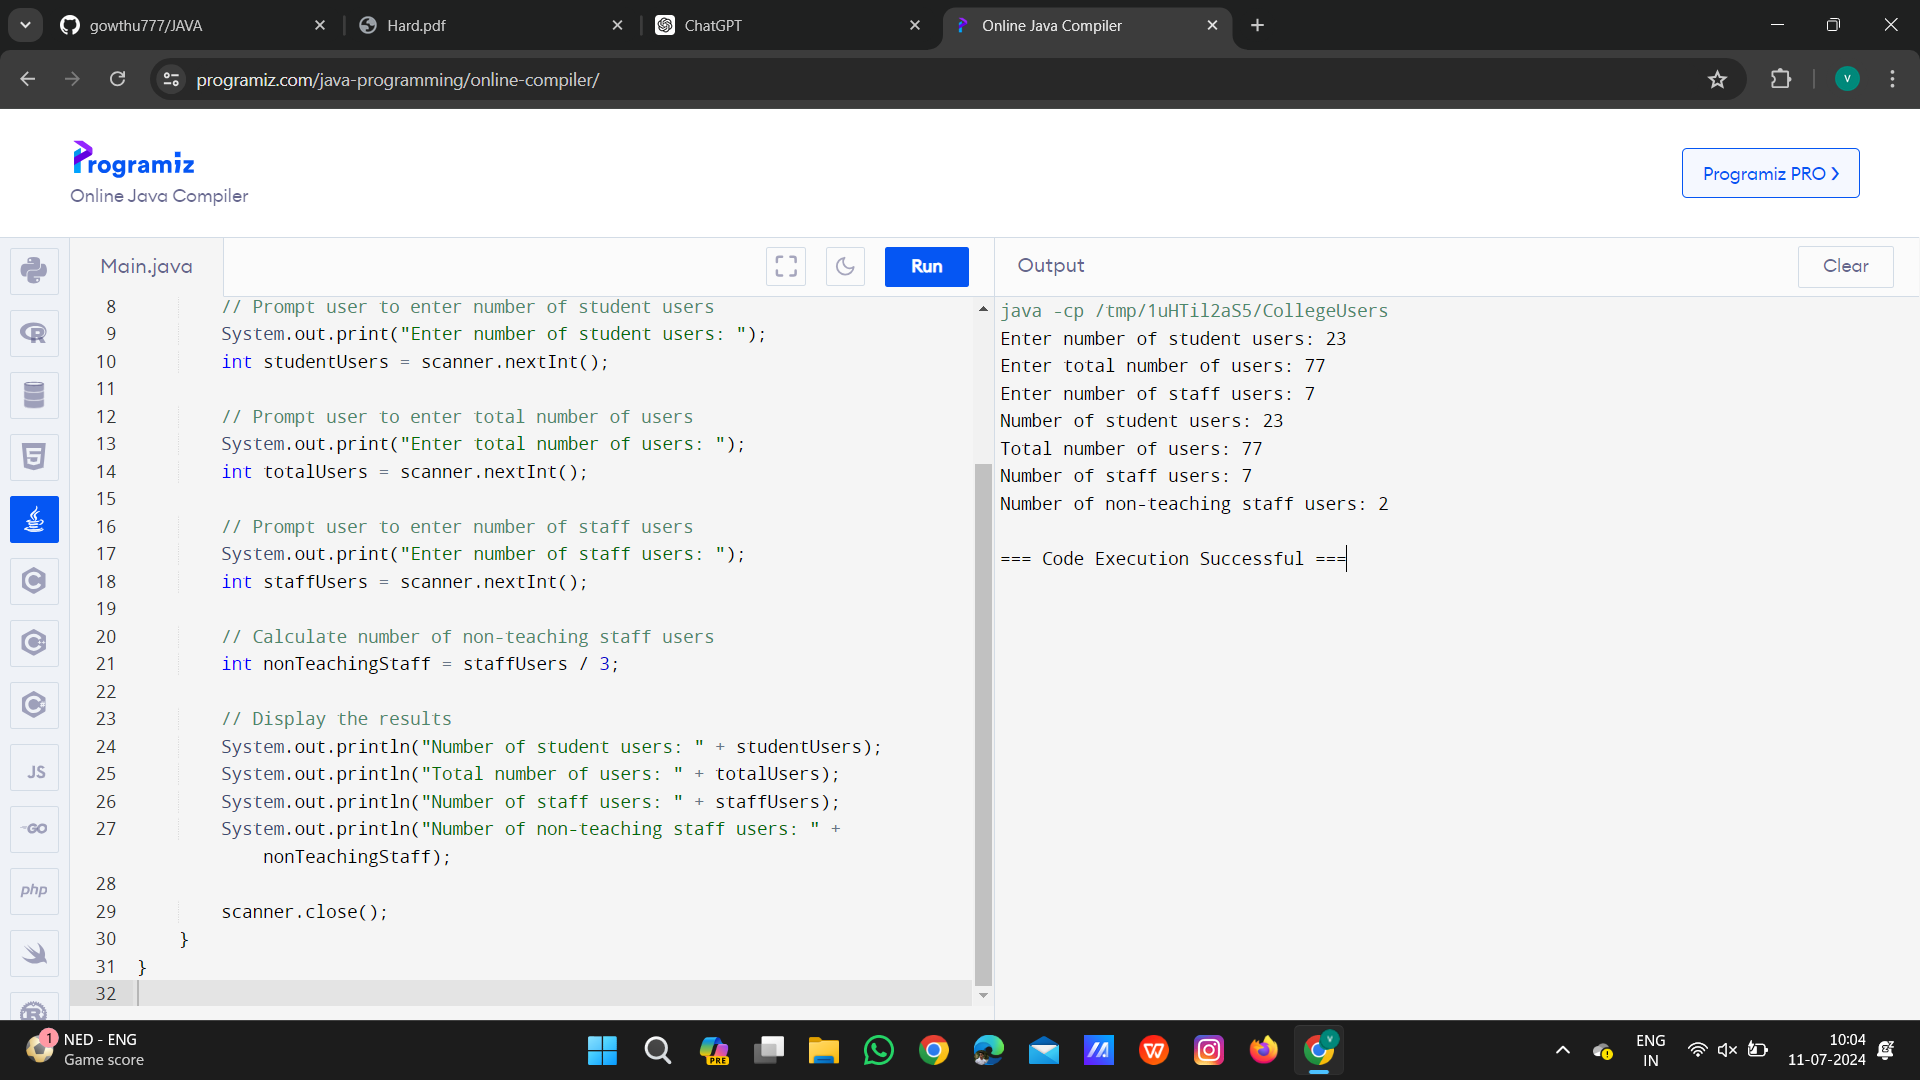 gowthu777/JAVA
Hard.pdf
ChatGPT
Online Java Compiler
programiz.com/java-programming/online-compiler/
V
Programiz
Online Java Compiler
Programiz PRO
Main.java
Run
Output
Clear
8 // Prompt user to enter number of student users
9 System.out.print("Enter number of student users: ");
10 int studentUsers = scanner.nextInt();
11
12 // Prompt user to enter total number of users
13 System.out.print("Enter total number of users: ");
14 int totalUsers = scanner.nextInt();
15
16 // Prompt user to enter number of staff users
17 System.out.print("Enter number of staff users: ");
18 int staffUsers = scanner.nextInt();
19
20 // Calculate number of non-teaching staff users
21 int nonTeachingStaff = staffUsers / 3;
22
23 // Display the results
24 System.out.println("Number of student users: " + studentUsers);
25 System.out.println("Total number of users: " + totalUsers);
26 System.out.println("Number of staff users: " + staffUsers);
27 System.out.println("Number of non-teaching staff users: " +
nonTeachingStaff);
28
29 scanner.close();
30 }
31 }
32
java -cp /tmp/1uHTil2aS5/CollegeUsers
Enter number of student users: 23
Enter total number of users: 77
Enter number of staff users: 7
Number of student users: 23
Total number of users: 77
Number of staff users: 7
Number of non-teaching staff users: 2
=== Code Execution Successful ===
JS
GO
php
1
NED - ENG
Game score
PRE
V
ENG
IN
10:04
11-07-2024